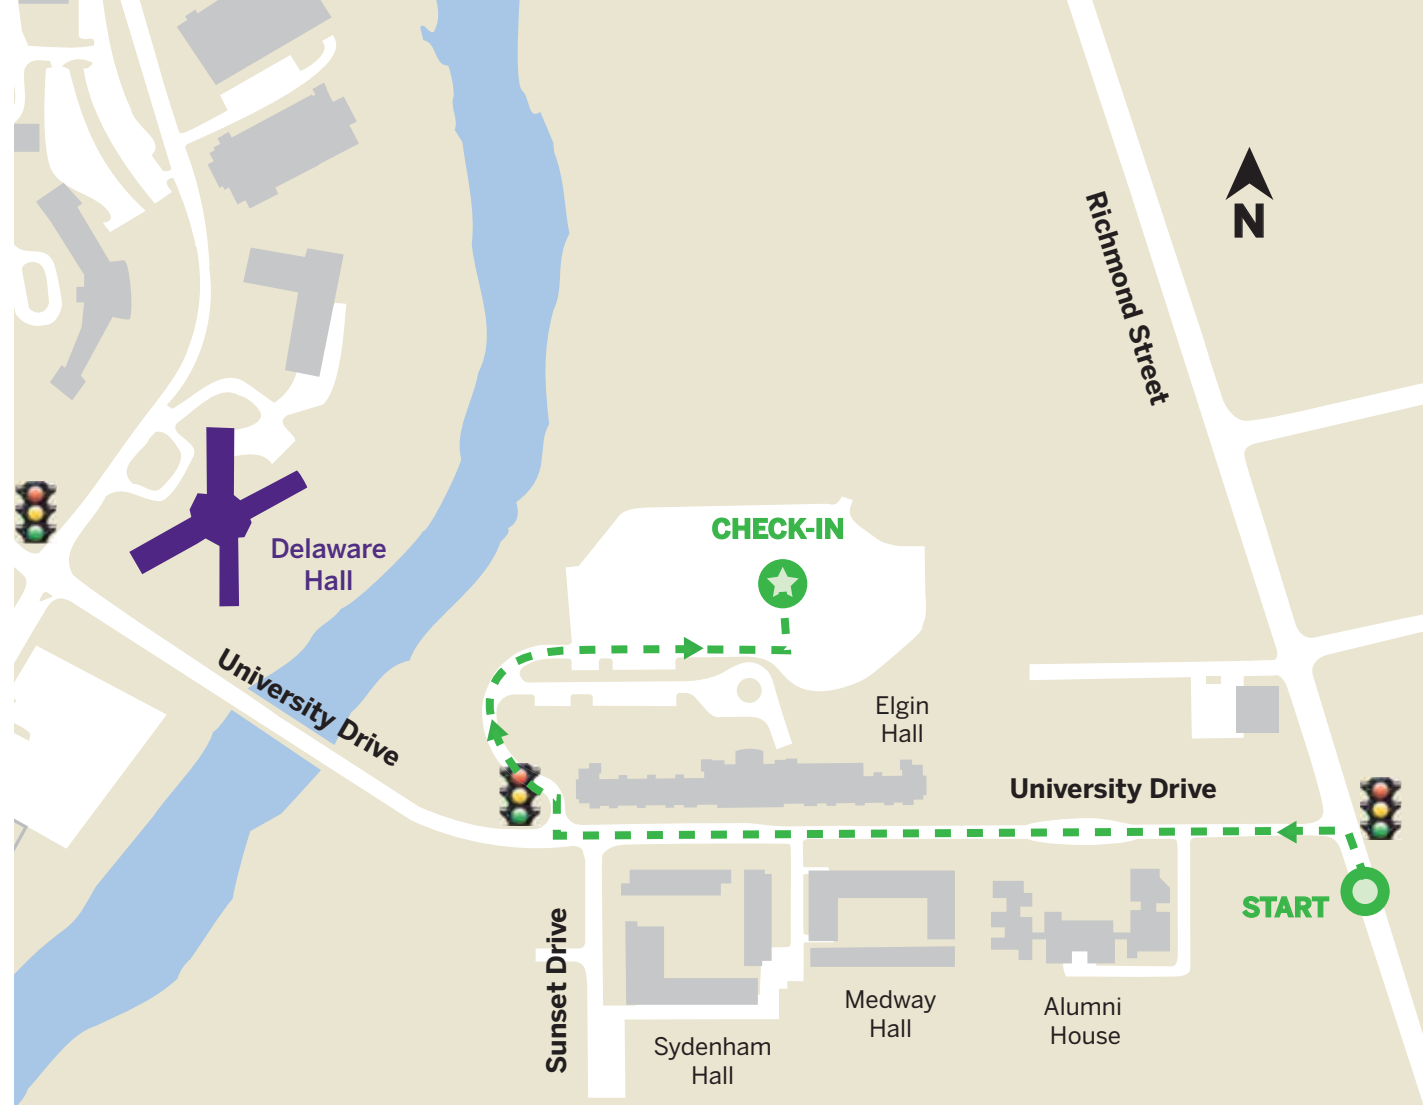 N
Richmond Street
CHECK-IN
Delaware
Hall
University Drive
Elgin
Hall
University Drive
START
Sunset Drive
Medway
Hall
Alumni
House
Sydenham
Hall